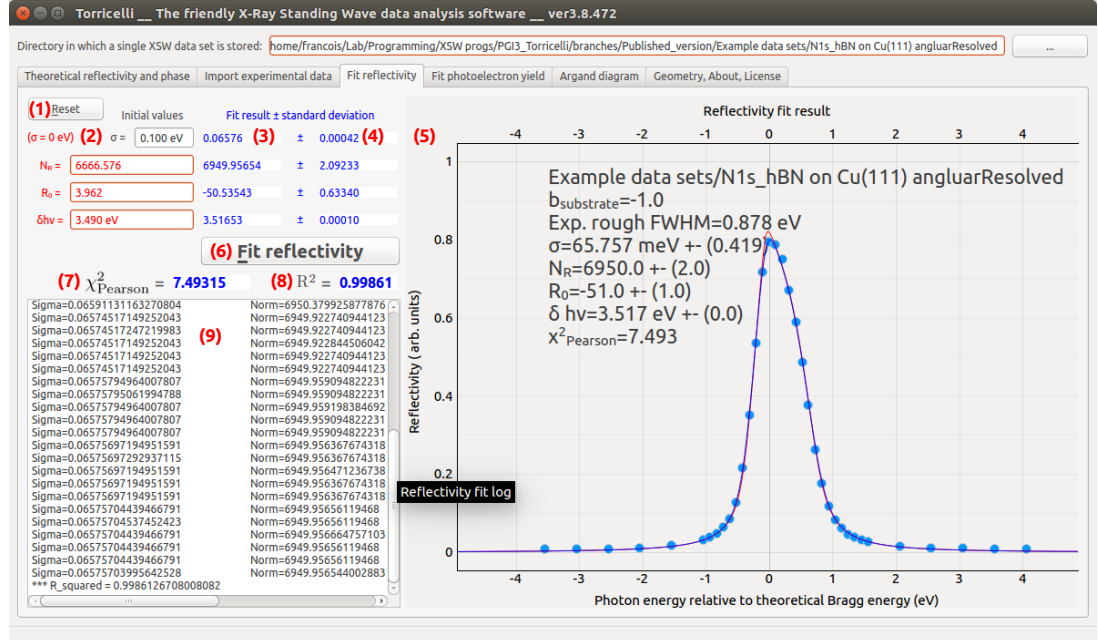 Torricelli __ The friendly X-Ray Standing Wave data analysis software __ ver3.8.472
Directory in which a single XSW data set is stored: home/francois/Lab/Programming/XSW progs/PGI3_Torricelli/branches/Published_version/Example data sets/N1s_hBN on Cu(111) angluarResolved ...
Theoretical reflectivity and phase Import experimental data Fit reflectivity Fit photoelectron yield Argand diagram Geometry, About, License
(1) Reset Initial values Fit result ± standard deviation
(σ = 0 eV) (2) σ = 0.100 eV 0.06576 (3) ± 0.00042 (4)
N_R = 6666.576 6949.95654 ± 2.09233
R₀ = 3.962 -50.53543 ± 0.63340
δhν = 3.490 eV 3.51653 ± 0.00010
(6) Fit reflectivity
(7) χ²_Pearson = 7.49315 (8) R² = 0.99861
Sigma=0.06591131163270804 Norm=6950.379925877876
Sigma=0.06574517149252043 Norm=6949.922740944123
Sigma=0.06574517247219983 Norm=6949.922740944123
Sigma=0.06574517149252043 Norm=6949.922844506042
Sigma=0.06574517149252043 Norm=6949.922740944123
Sigma=0.06574517149252043 Norm=6949.922740944123
Sigma=0.06575794964007807 Norm=6949.959094822231
Sigma=0.06575795061994788 Norm=6949.959094822231
Sigma=0.06575794964007807 Norm=6949.959198384692
Sigma=0.06575794964007807 Norm=6949.959094822231
Sigma=0.06575794964007807 Norm=6949.959094822231
Sigma=0.06575697194951591 Norm=6949.956367674318
Sigma=0.06575697292937115 Norm=6949.956367674318
Sigma=0.06575697194951591 Norm=6949.956471236738
Sigma=0.06575697194951591 Norm=6949.956367674318
Sigma=0.06575697194951591 Norm=6949.956367674318
Sigma=0.06575704439466791 Norm=6949.95656119468
Sigma=0.06575704537452423 Norm=6949.95656119468
Sigma=0.06575704439466791 Norm=6949.956664757103
Sigma=0.06575704439466791 Norm=6949.95656119468
Sigma=0.06575704439466791 Norm=6949.95656119468
Sigma=0.06575703995642528 Norm=6949.956544002883
*** R_squared = 0.9986126708008082
(9)
Reflectivity fit log
(5)
Reflectivity fit result
-4 -3 -2 -1 0 1 2 3 4
Example data sets/N1s_hBN on Cu(111) angluarResolved
b_substrate=-1.0
Exp. rough FWHM=0.878 eV
σ=65.757 meV +- (0.419)
N_R=6950.0 +- (2.0)
R₀=-51.0 +- (1.0)
δ hν=3.517 eV +- (0.0)
x²_Pearson=7.493
Reflectivity ( arb. units)
1
0.8
0.6
0.4
0.2
0
-4 -3 -2 -1 0 1 2 3 4
Photon energy relative to theoretical Bragg energy (eV)